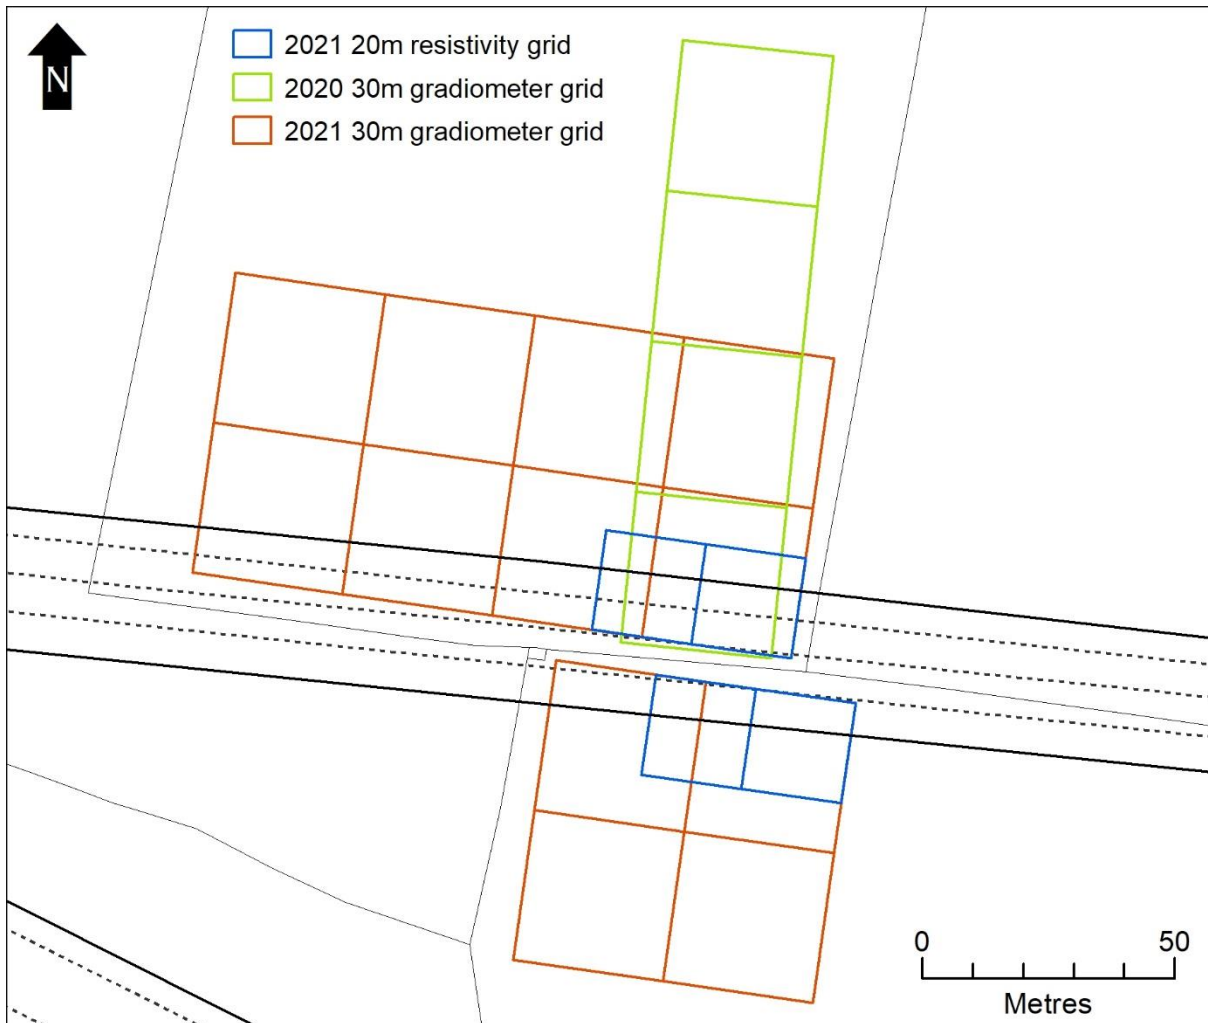 N
2021 20m resistivity grid
2020 30m gradiometer grid
2021 30m gradiometer grid
0 50
Metres